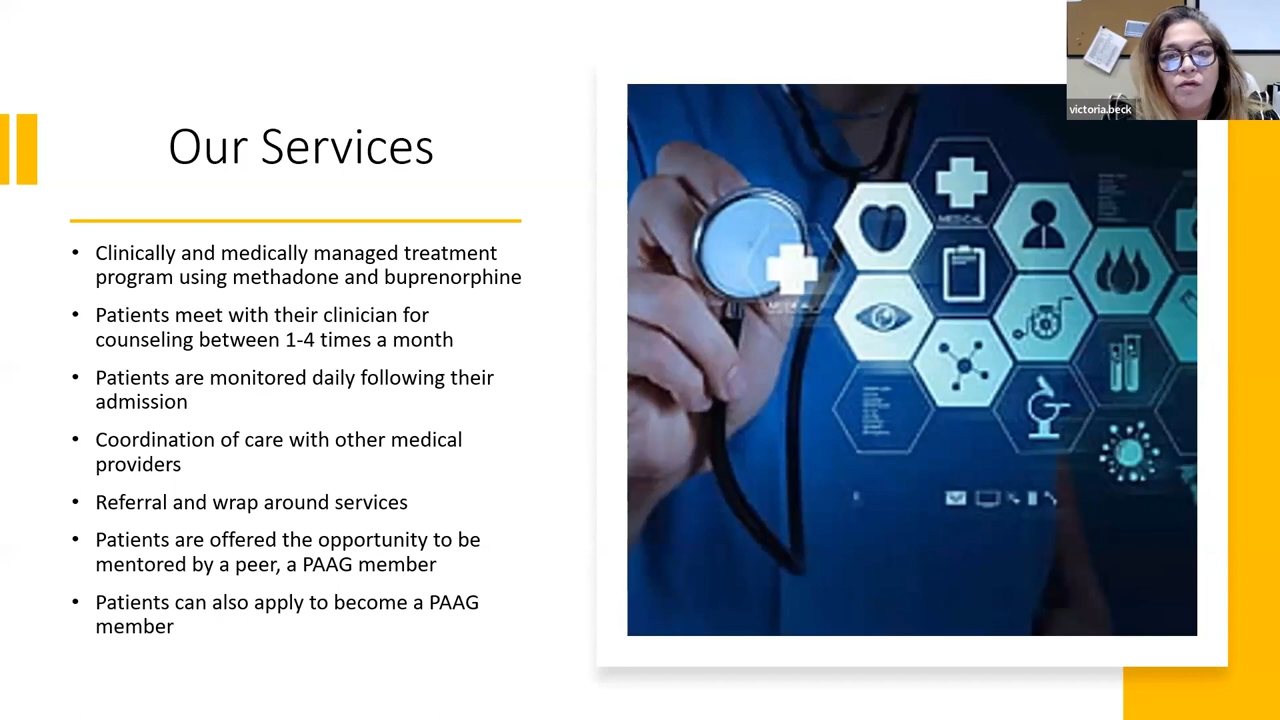 victoria.beck
Our Services
• Clinically and medically managed treatment
program using methadone and buprenorphine
• Patients meet with their clinician for
counseling between 1-4 times a month
• Patients are monitored daily following their
admission
• Coordination of care with other medical
providers
• Referral and wrap around services
• Patients are offered the opportunity to be
mentored by a peer, a PAAG member
• Patients can also apply to become a PAAG
member
MEDICAL
MEDICAL